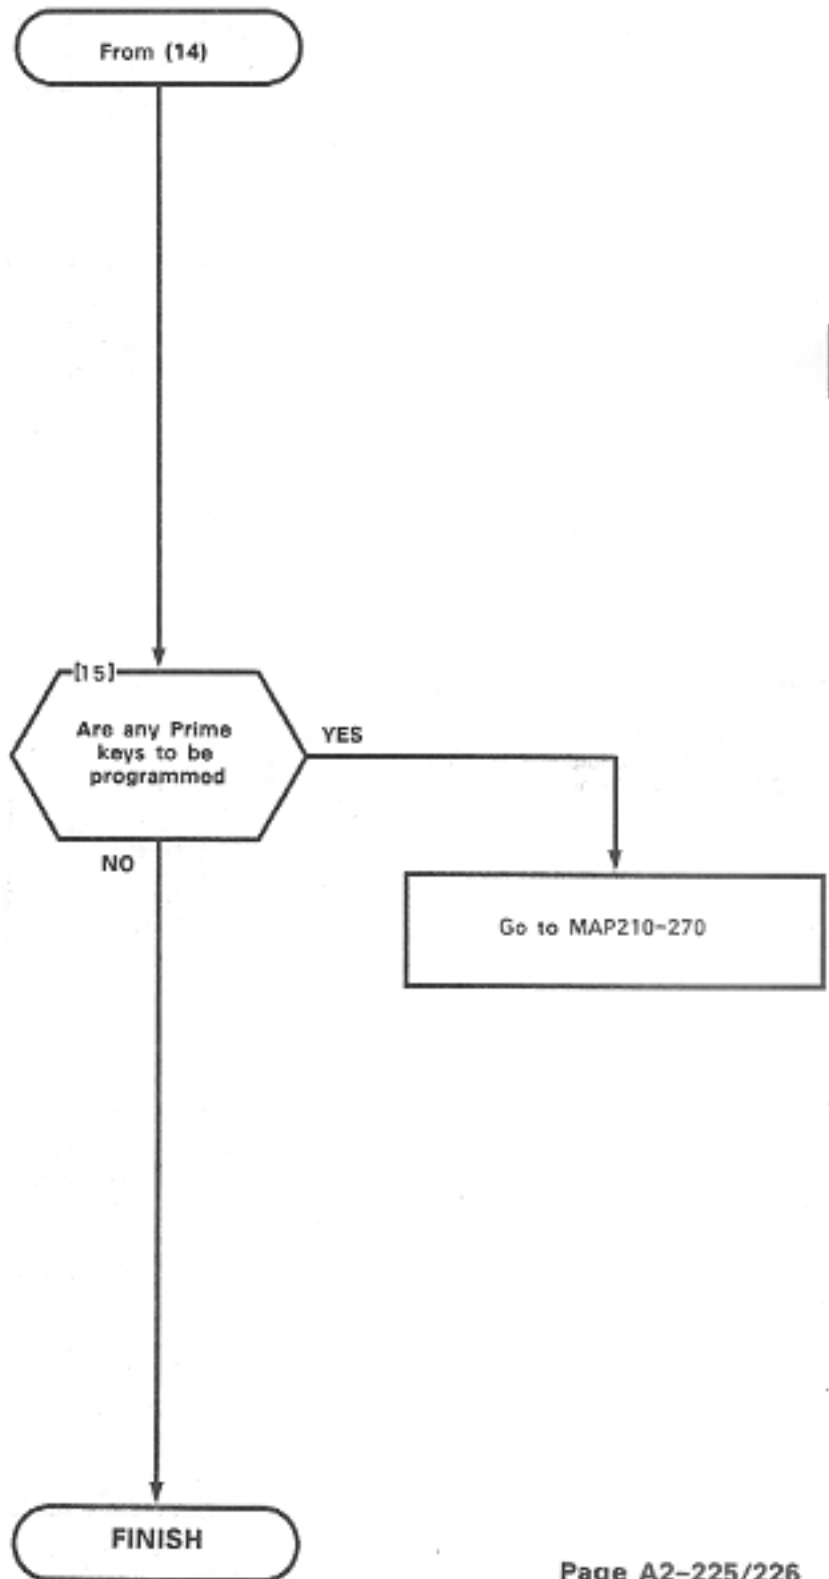 From (14)
[15]
Are any Prime
keys to be
programmed
YES
NO
Go to MAP210-270
FINISH
Page A2-225/226